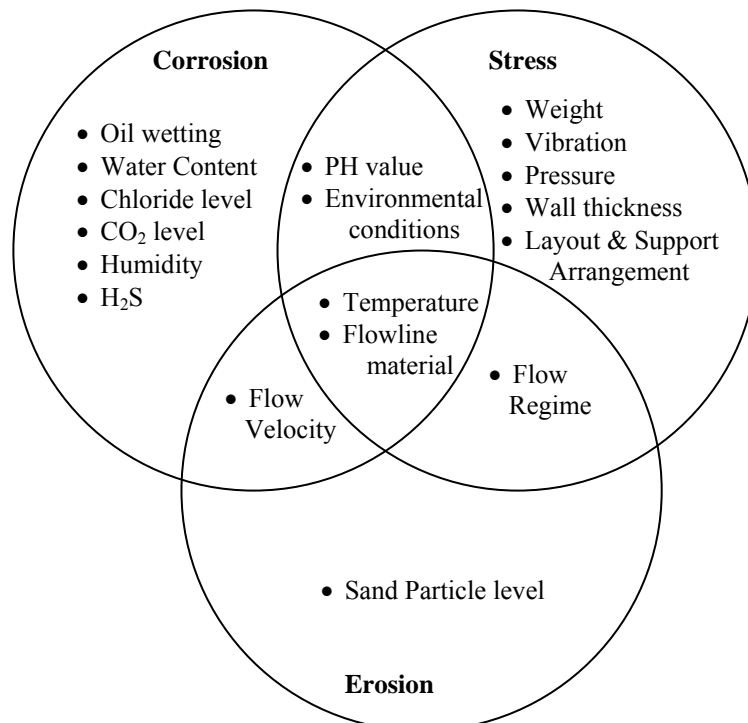 Corrosion
• Oil wetting
• Water Content
• Chloride level
• CO₂ level
• Humidity
• H₂S
Stress
• Weight
• Vibration
• Pressure
• Wall thickness
• Layout & Support
Arrangement
• PH value
• Environmental
conditions
• Temperature
• Flowline
material
• Flow
Velocity
• Flow
Regime
• Sand Particle level
Erosion